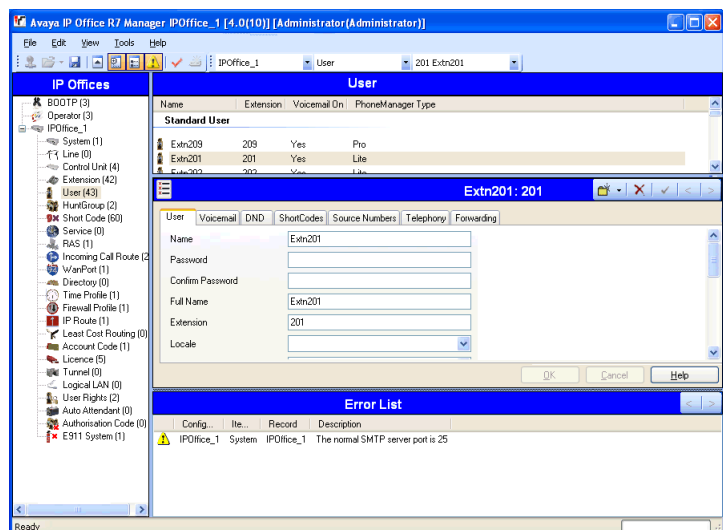 Avaya IP Office R7 Manager IPOffice_1 [4.0(10)] [Administrator(Administrator)]
File Edit View Tools Help
IPOffice_1 User 201 Extn201
IP Offices
BOOTP (3)
Operator (3)
IPOffice_1
System (1)
Line (0)
Control Unit (4)
Extension (42)
User (43)
HuntGroup (2)
Short Code (60)
Service (0)
RAS (1)
Incoming Call Route (2
WanPort (1)
Directory (0)
Time Profile (1)
Firewall Profile (1)
IP Route (1)
Least Cost Routing (0)
Account Code (1)
Licence (5)
Tunnel (0)
Logical LAN (0)
User Rights (2)
Auto Attendant (0)
Authorisation Code (0)
E911 System (1)
User
Name Extension Voicemail On PhoneManager Type
Standard User
Extn209 209 Yes Pro
Extn201 201 Yes Lite
Extn202 202 Yes Lite
Extn201: 201
User Voicemail DND ShortCodes Source Numbers Telephony Forwarding
Name Extn201
Password
Confirm Password
Full Name Extn201
Extension 201
Locale
OK Cancel Help
Error List
Config... Ite... Record Description
IPOffice_1 System IPOffice_1 The normal SMTP server port is 25
Ready